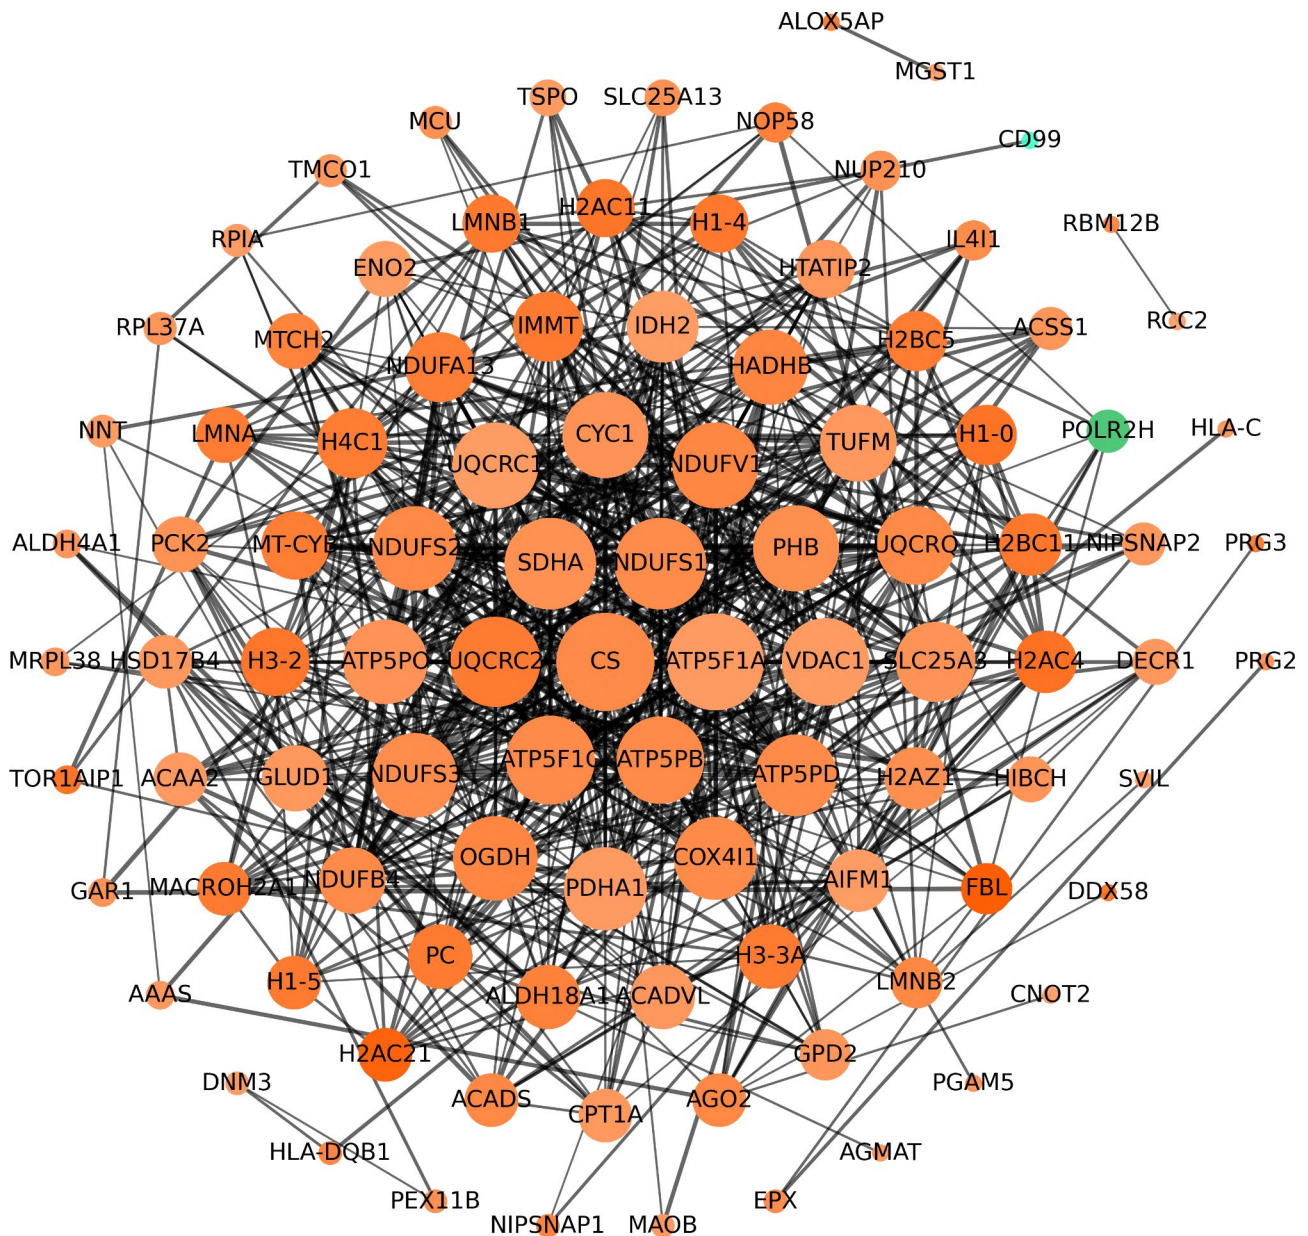 ALOX5AP
MGST1
TSPO
SLC25A13
MCU
NOP58
CD99
TMCO1
NUP210
H2AC11
LMNB1
H1-4
RBM12B
RPIA
IL4I1
ENO2
HTATIP2
RPL37A
IMMT
IDH2
RCC2
MTCH2
H2BC5
ACSS1
NDUFA13
HADHB
NNT
LMNA
H4C1
CYC1
TUFM
H1-0
POLR2H
HLA-C
UQCRC1
NDUFV1
ALDH4A1
PCK2
MT-CYB
NDUFS2
PHB
UQCRQ
H2BC11
NIPSNAP2
PRG3
SDHA
NDUFS1
MRPL38
HSD17B4
H3-2
ATP5PO
UQCRC2
CS
ATP5F1A
VDAC1
SLC25A3
H2AC4
DECR1
PRG2
TOR1AIP1
ACAA2
GLUD1
NDUFS3
ATP5F1C
ATP5PB
ATP5PD
H2AZ1
HIBCH
SVIL
OGDH
COX4I1
GAR1
MACROH2A1
NDUFB4
PDHA1
AIFM1
FBL
DDX58
PC
H3-3A
AAAS
H1-5
ALDH18A1
ACADVL
LMNB2
CNOT2
H2AC21
GPD2
DNM3
ACADS
CPT1A
AGO2
PGAM5
HLA-DQB1
AGMAT
PEX11B
EPX
NIPSNAP1
MAOB